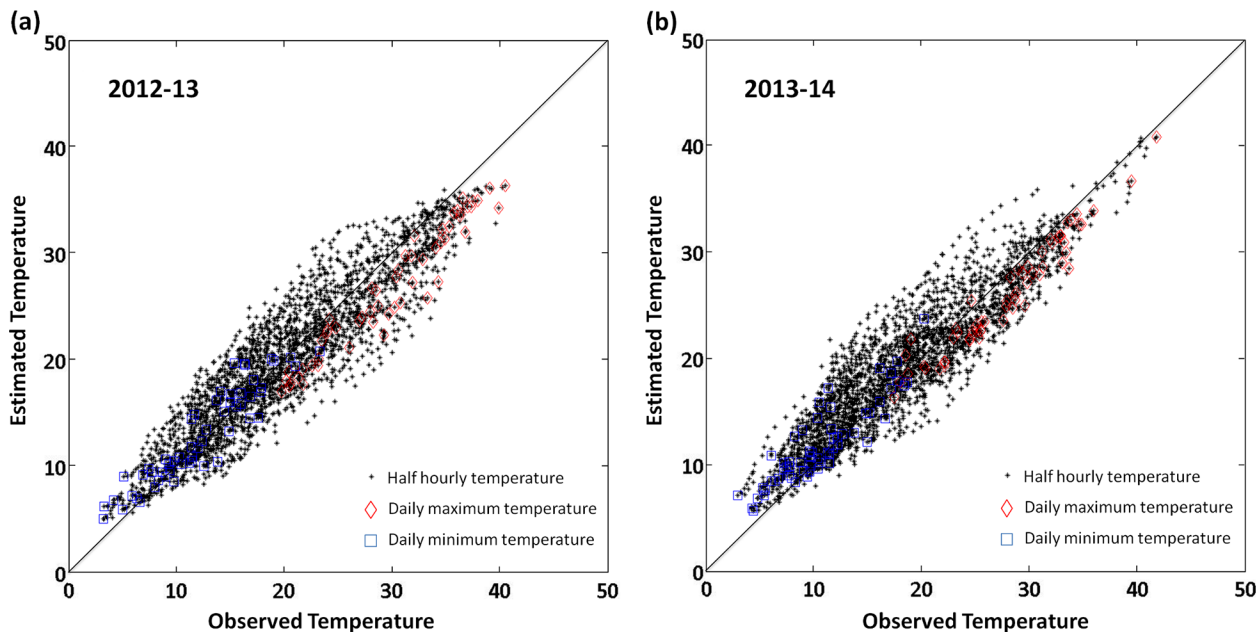 (a)
2012-13
50
40
30
20
10
0
0 10 20 30 40 50
Estimated Temperature
Observed Temperature
Half hourly temperature
Daily maximum temperature
Daily minimum temperature
(b)
2013-14
50
40
30
20
10
0
0 10 20 30 40 50
Estimated Temperature
Observed Temperature
Half hourly temperature
Daily maximum temperature
Daily minimum temperature